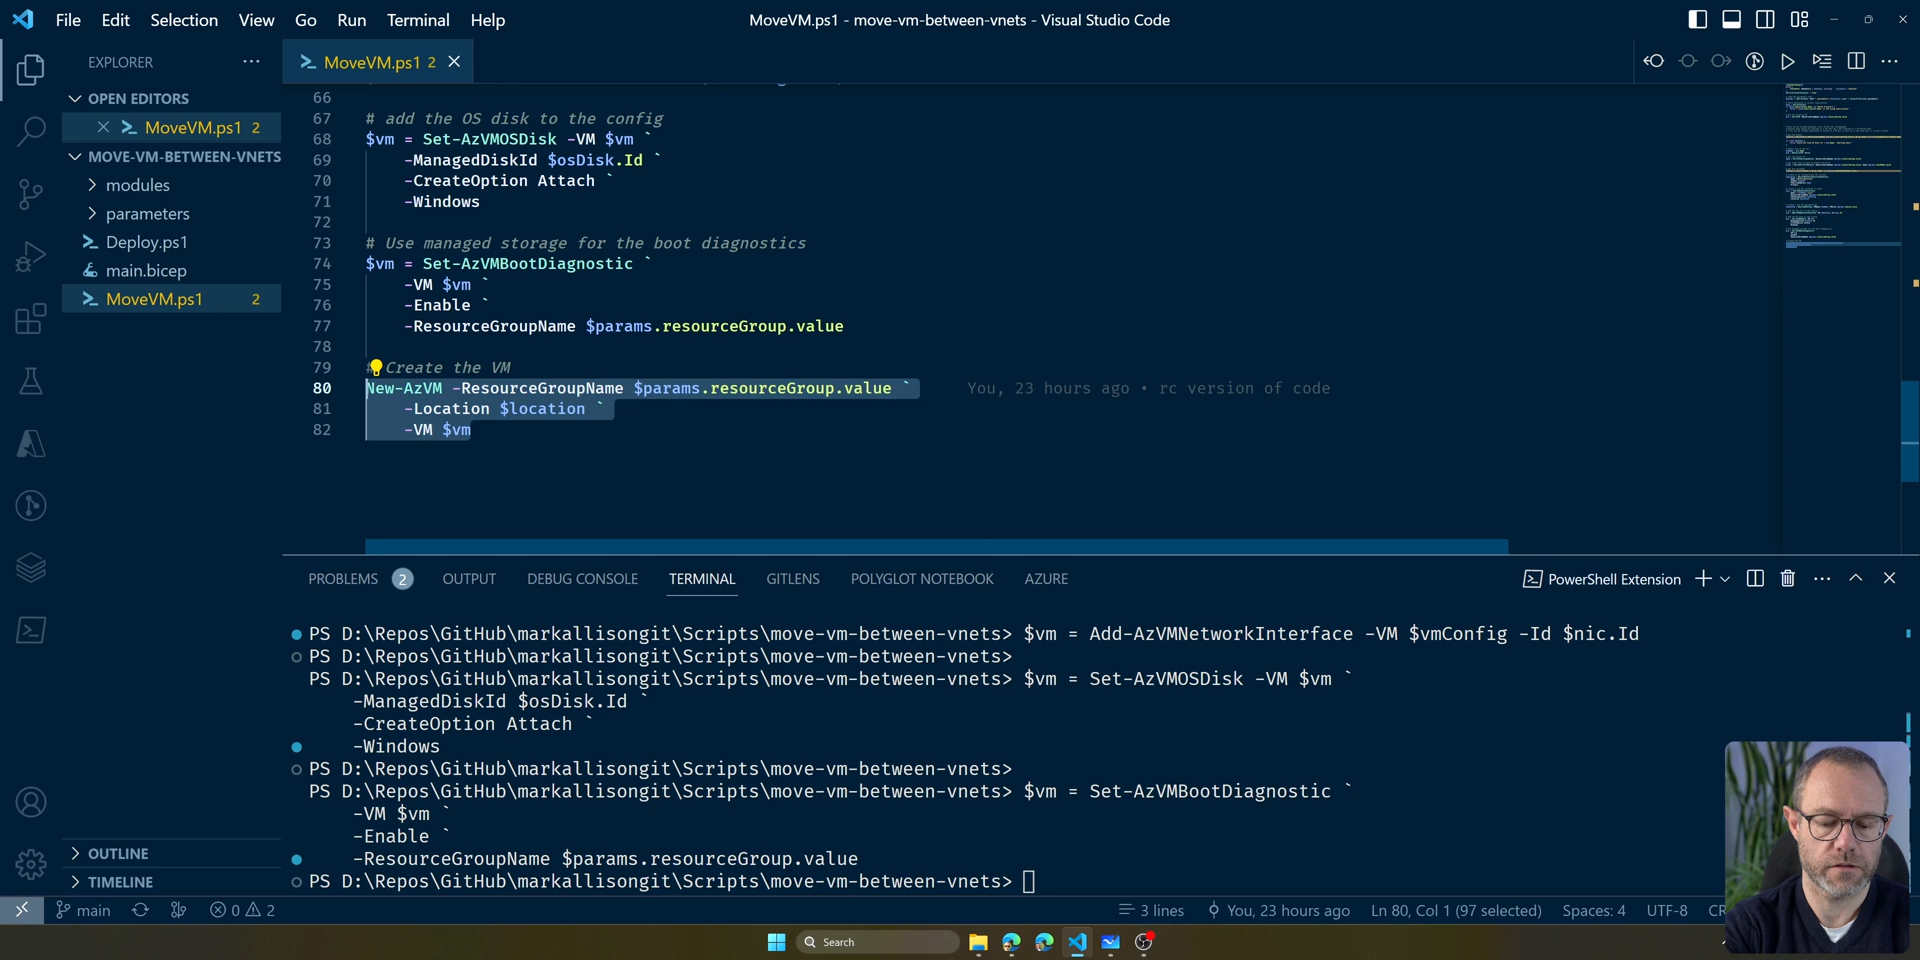 File Edit Selection View Go Run Terminal Help
MoveVM.ps1 - move-vm-between-vnets - Visual Studio Code
EXPLORER
OPEN EDITORS
MoveVM.ps1 2
MOVE-VM-BETWEEN-VNETS
modules
parameters
Deploy.ps1
main.bicep
MoveVM.ps1 2
OUTLINE
TIMELINE
MoveVM.ps1 2
66
67 # add the OS disk to the config
68 $vm = Set-AzVMOSDisk -VM $vm `
69 -ManagedDiskId $osDisk.Id `
70 -CreateOption Attach `
71 -Windows
72
73 # Use managed storage for the boot diagnostics
74 $vm = Set-AzVMBootDiagnostic `
75 -VM $vm `
76 -Enable `
77 -ResourceGroupName $params.resourceGroup.value
78
79 # Create the VM
80 New-AzVM -ResourceGroupName $params.resourceGroup.value ` You, 23 hours ago • rc version of code
81 -Location $location `
82 -VM $vm
PROBLEMS 2 OUTPUT DEBUG CONSOLE TERMINAL GITLENS POLYGLOT NOTEBOOK AZURE
PowerShell Extension
PS D:\Repos\GitHub\markallisongit\Scripts\move-vm-between-vnets> $vm = Add-AzVMNetworkInterface -VM $vmConfig -Id $nic.Id
PS D:\Repos\GitHub\markallisongit\Scripts\move-vm-between-vnets>
PS D:\Repos\GitHub\markallisongit\Scripts\move-vm-between-vnets> $vm = Set-AzVMOSDisk -VM $vm `
-ManagedDiskId $osDisk.Id `
-CreateOption Attach `
-Windows
PS D:\Repos\GitHub\markallisongit\Scripts\move-vm-between-vnets>
PS D:\Repos\GitHub\markallisongit\Scripts\move-vm-between-vnets> $vm = Set-AzVMBootDiagnostic `
-VM $vm `
-Enable `
-ResourceGroupName $params.resourceGroup.value
PS D:\Repos\GitHub\markallisongit\Scripts\move-vm-between-vnets>
main 0 2 3 lines You, 23 hours ago Ln 80, Col 1 (97 selected) Spaces: 4 UTF-8
Search